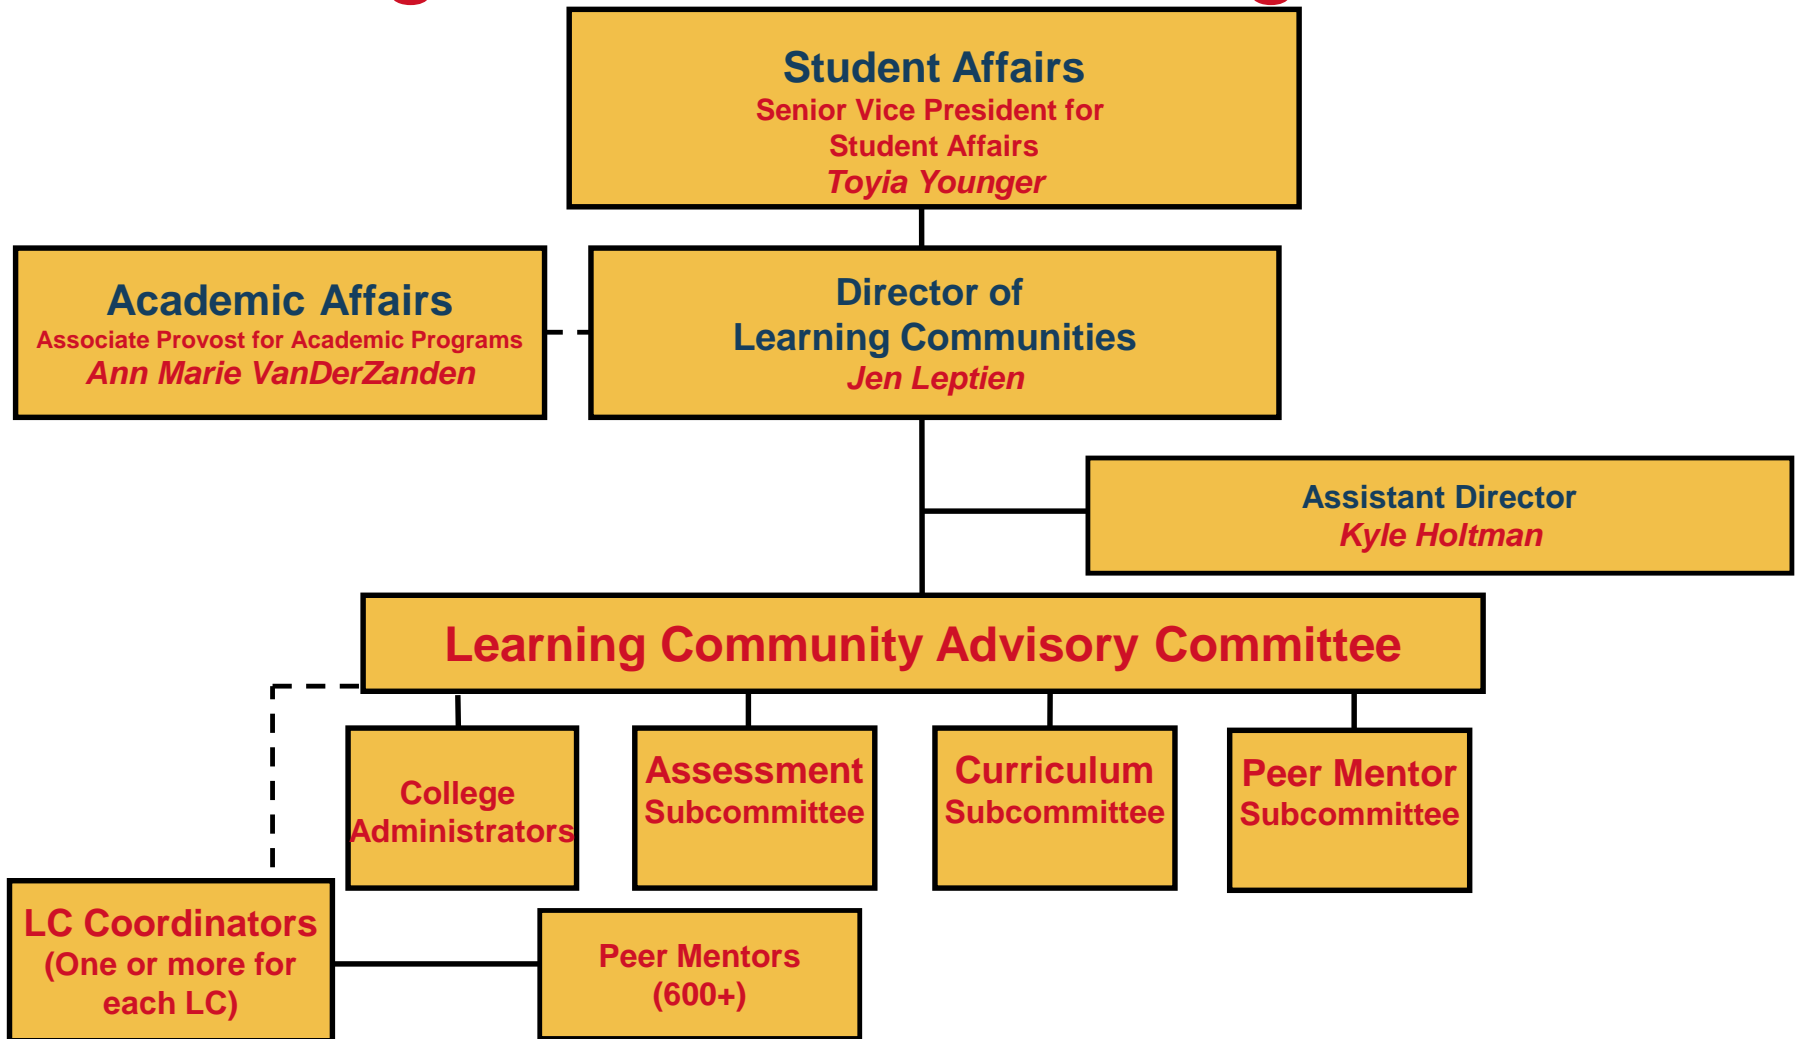 Student Affairs
Senior Vice President for
Student Affairs
Toyia Younger
Academic Affairs
Associate Provost for Academic Programs
Ann Marie VanDerZanden
Director of
Learning Communities
Jen Leptien
Assistant Director
Kyle Holtman
Learning Community Advisory Committee
College
Administrators
Assessment
Subcommittee
Curriculum
Subcommittee
Peer Mentor
Subcommittee
LC Coordinators
(One or more for
each LC)
Peer Mentors
(600+)